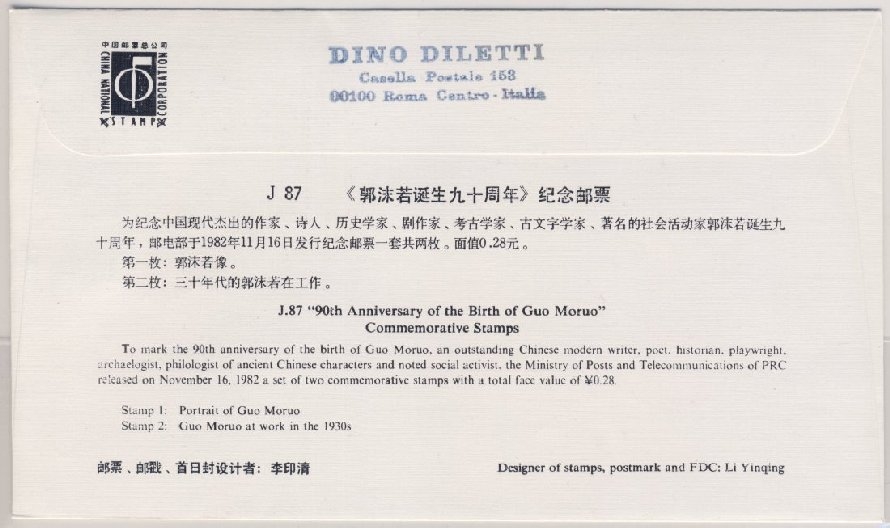 中国邮票总公司
CHINA NATIONAL
STAMP
CORPORATION
DINO DILETTI
Casella Postale 153
00100 Roma Centro - Italia
J 87 《郭沫若诞生九十周年》纪念邮票
为纪念中国现代杰出的作家、诗人、历史学家、剧作家、考古学家、古文字学家、著名的社会活动家郭沫若诞生九
十周年，邮电部于1982年11月16日发行纪念邮票一套共两枚。面值0.28元。
第一枚：郭沫若像。
第二枚：三十年代的郭沫若在工作。
J.87 “90th Anniversary of the Birth of Guo Moruo”
Commemorative Stamps
To mark the 90th anniversary of the birth of Guo Moruo, an outstanding Chinese modern writer, poet, historian, playwright,
archaelogist, philologist of ancient Chinese characters and noted social activist, the Ministry of Posts and Telecommunications of PRC
released on November 16, 1982 a set of two commemorative stamps with a total face value of ¥0.28.
Stamp 1: Portrait of Guo Moruo
Stamp 2: Guo Moruo at work in the 1930s
邮票、邮戳、首日封设计者：李印清
Designer of stamps, postmark and FDC: Li Yinqing